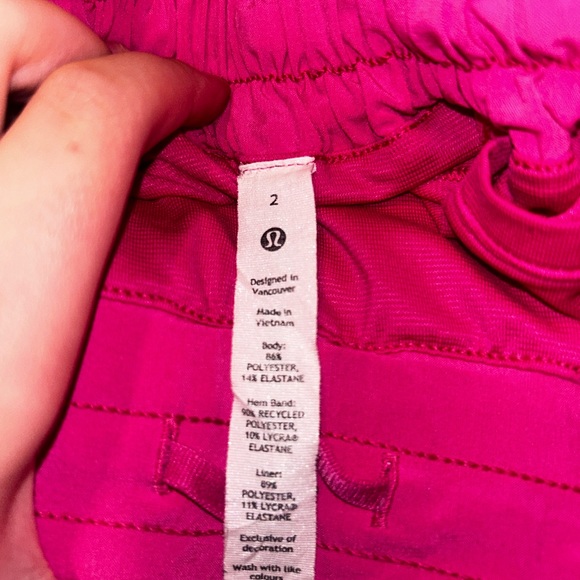 2
Designed in
Vancouver
Made in
Vietnam
Body:
86%
POLYESTER,
14% ELASTANE
Hem Band:
90% RECYCLED
POLYESTER,
10% LYCRA®
ELASTANE
Liner:
89%
POLYESTER,
11% LYCRA®
ELASTANE
Exclusive of
decoration
Wash with like
colours